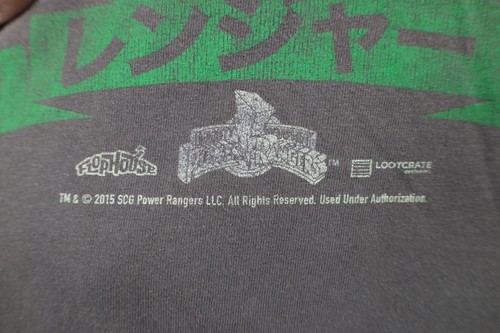 レンジャー
FLOPHOUSE
POWER RANGERS TM
LOOTCRATE
TM & © 2015 SCG Power Rangers LLC. All Rights Reserved. Used Under Authorization.